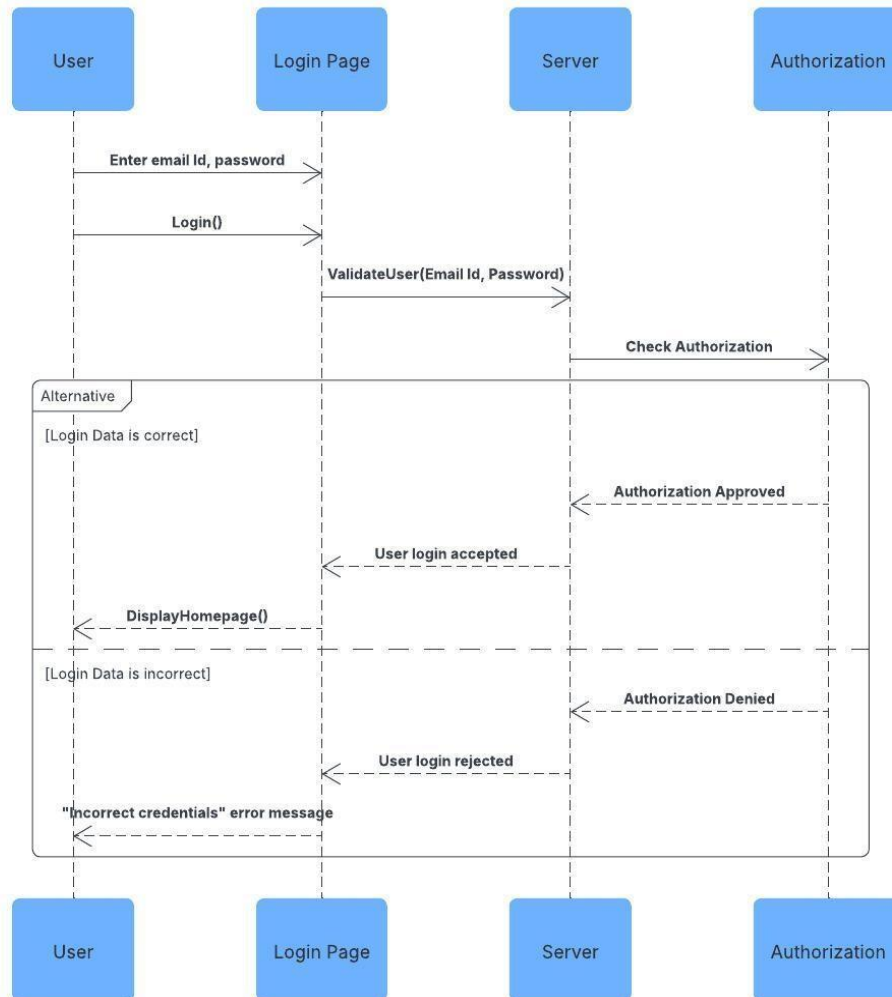 User
Login Page
Server
Authorization
Enter email Id, password
Login()
ValidateUser(Email Id, Password)
Check Authorization
Alternative
[Login Data is correct]
Authorization Approved
User login accepted
DisplayHomepage()
[Login Data is incorrect]
Authorization Denied
User login rejected
"Incorrect credentials" error message
User
Login Page
Server
Authorization